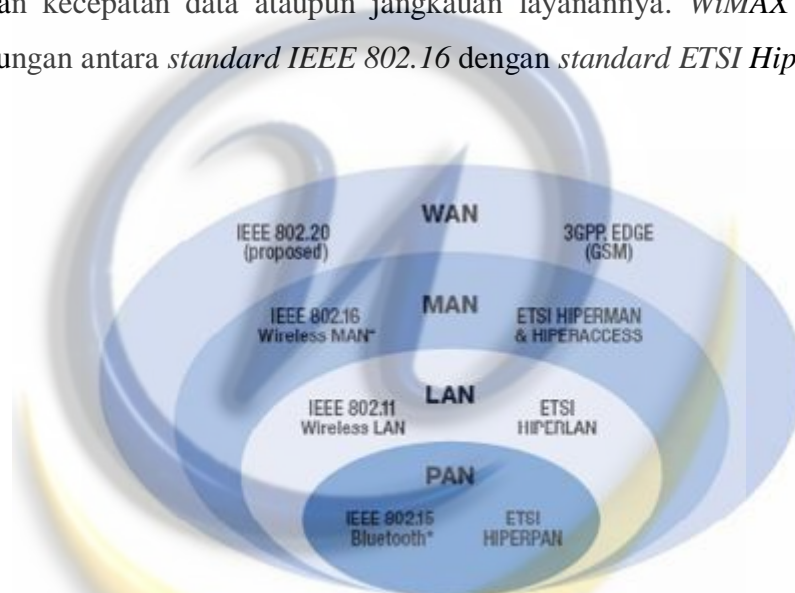 an kecepatan data ataupun jangkauan layanannya. WiMAX
ungan antara standard IEEE 802.16 dengan standard ETSI Hip
WAN
IEEE 802.20
(proposed)
3GPP, EDGE
(GSM)
MAN
IEEE 802.16
Wireless MAN*
ETSI HIPERMAN
& HIPERACCESS
LAN
IEEE 802.11
Wireless LAN
ETSI
HIPERLAN
PAN
IEEE 802.15
Bluetooth*
ETSI
HIPERPAN